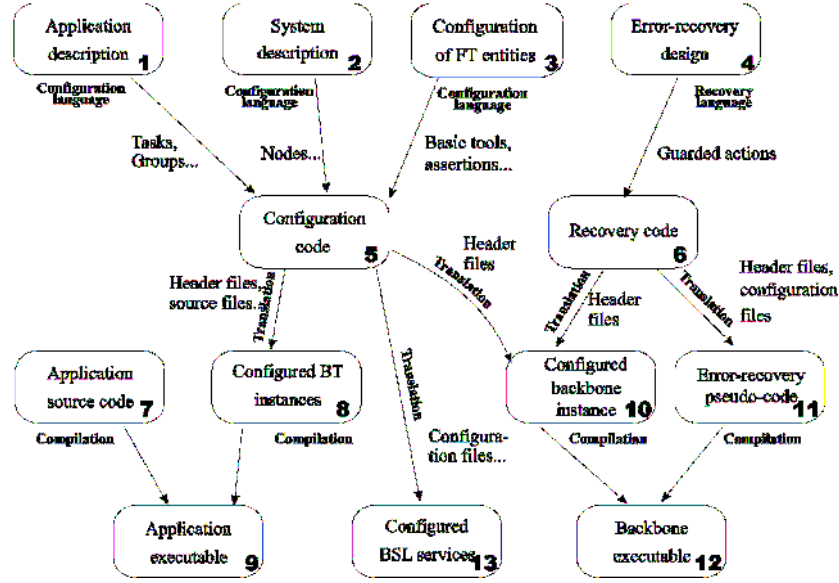 Application
description 1
System
description 2
Configuration
of FT entities 3
Error-recovery
design 4
Configuration
language
Configuration
language
Configuration
language
Recovery
language
Tasks,
Groups...
Nodes...
Basic tools,
assertions...
Guarded actions
Configuration
code 5
Recovery code
6
Header files,
source files...
Translation
Header
files
Translation
Translation
Header
files
Translation
Header files,
configuration
files
Translation
Application
source code 7
Configured BT
instances 8
Configured
backbone
instance 10
Error-recovery
pseudo-code
11
Compilation
Compilation
Configura-
tion files...
Compilation
Compilation
Application
executable 9
Configured
BSL services 13
Backbone
executable 12